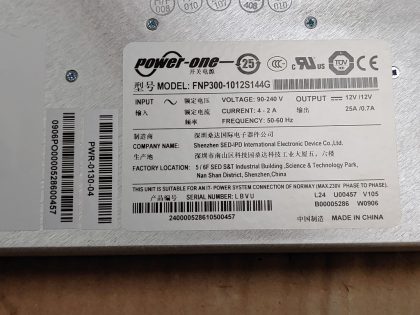 power-one 25
开关电源
型号 MODEL: FNP300-1012S144G
INPUT 额定电压 VOLTAGE: 90-240 V OUTPUT 12V/12V
输入 额定电流 CURRENT: 4 - 2 A 输出 25A/0.7A
额定频率 FREQUENCY: 50-60 Hz
制造商 深圳桑达国际电子器件公司
COMPANY NAME: Shenzhen SED-IPD International Electronic Device Co., Ltd.
生产地 深圳市南山区科技园桑达科技工业大厦五、六楼
FACTORY LOCATION: 5 / 6F SED S&T Industrial Building ,Science & Technology Park,
Nan Shan District, Shenzhen,China
THIS UNIT IS SUITABLE FOR AN IT- POWER SYSTEM CONNECTION OF NORWAY (MAX.230V PHASE TO PHASE).
产品编号 SERIAL NUMBER: L B V U L24 U00457 V105
B00005286 W0906
240000528610500457 中国制造 MADE IN CHINA
0906PO00000528600457
PWR-0130-04